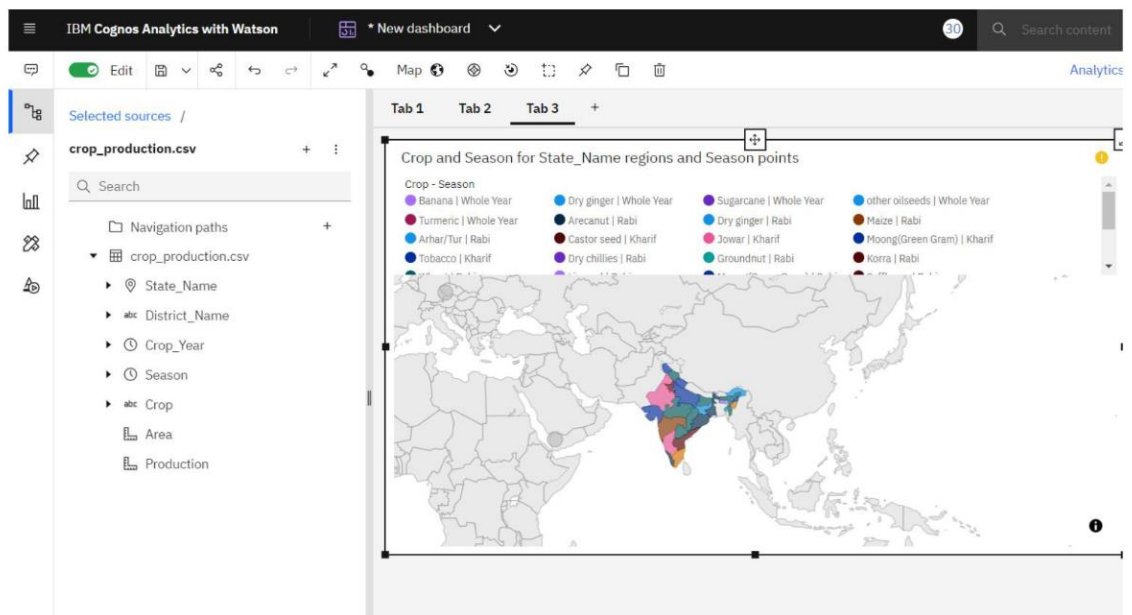 IBM Cognos Analytics with Watson
* New dashboard
30
Search content
Edit
Map
Analytics
Selected sources /
crop_production.csv
Search
Navigation paths
crop_production.csv
State_Name
abc District_Name
Crop_Year
Season
abc Crop
Area
Production
Tab 1 Tab 2 Tab 3 +
Crop and Season for State_Name regions and Season points
Crop - Season
Banana | Whole Year Dry ginger | Whole Year Sugarcane | Whole Year other oilseeds | Whole Year
Turmeric | Whole Year Arecanut | Rabi Dry ginger | Rabi Maize | Rabi
Arhar/Tur | Rabi Castor seed | Kharif Jowar | Kharif Moong(Green Gram) | Kharif
Tobacco | Kharif Dry chillies | Rabi Groundnut | Rabi Korra | Rabi